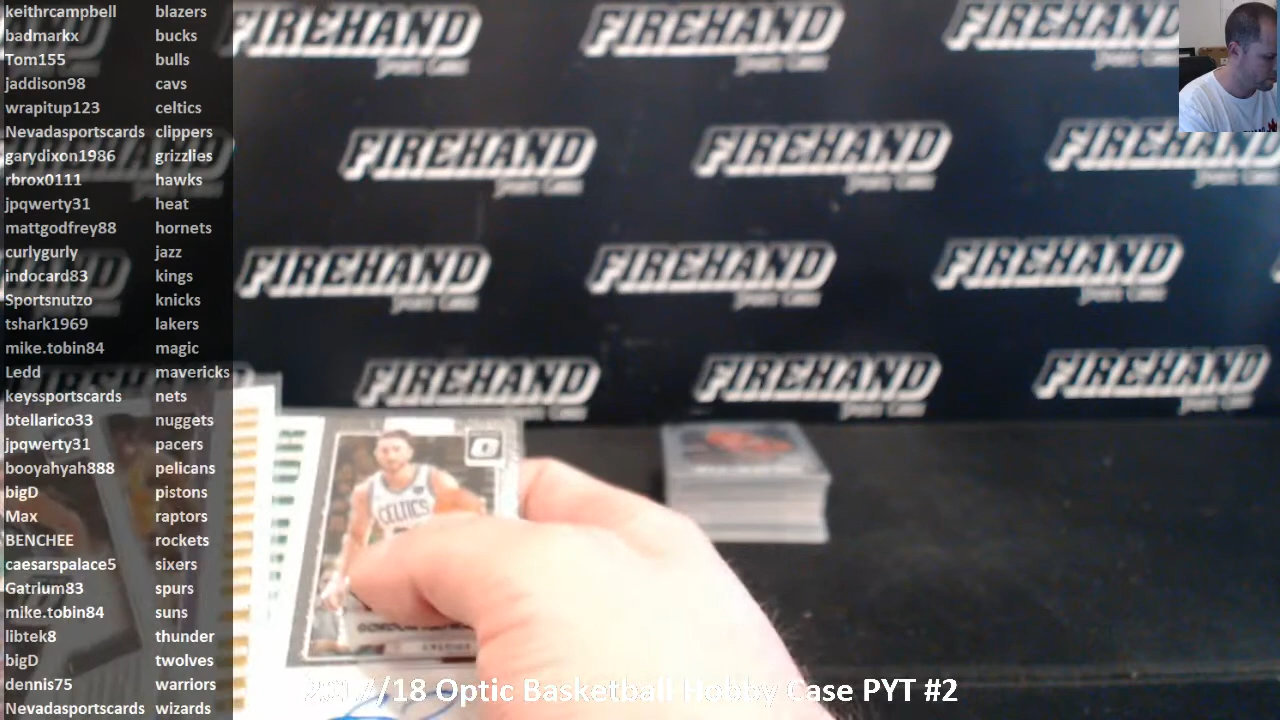 keithrcampbell blazers
badmarkx bucks
Tom155 bulls
jaddison98 cavs
wrapitup123 celtics
Nevadasportscards clippers
garydixon1986 grizzlies
rbrox0111 hawks
jpqwerty31 heat
mattgodfrey88 hornets
curlygurly jazz
indocard83 kings
Sportsnutzo knicks
tshark1969 lakers
mike.tobin84 magic
Ledd mavericks
keyssportscards nets
btellarico33 nuggets
jpqwerty31 pacers
booyahyah888 pelicans
bigD pistons
Max raptors
BENCHEE rockets
caesarspalace5 sixers
Gatrium83 spurs
mike.tobin84 suns
libtek8 thunder
bigD twolves
dennis75 warriors
Nevadasportscards wizards
FIREHAND FIREHAND FIREHAND
FIREHAND FIREHAND FIREHAND
FIREHAND FIREHAND FIREHAND
FIREHAND FIREHAND FIREHAND
CELTICS
2017/18 Optic Basketball Hobby Case PYT #2